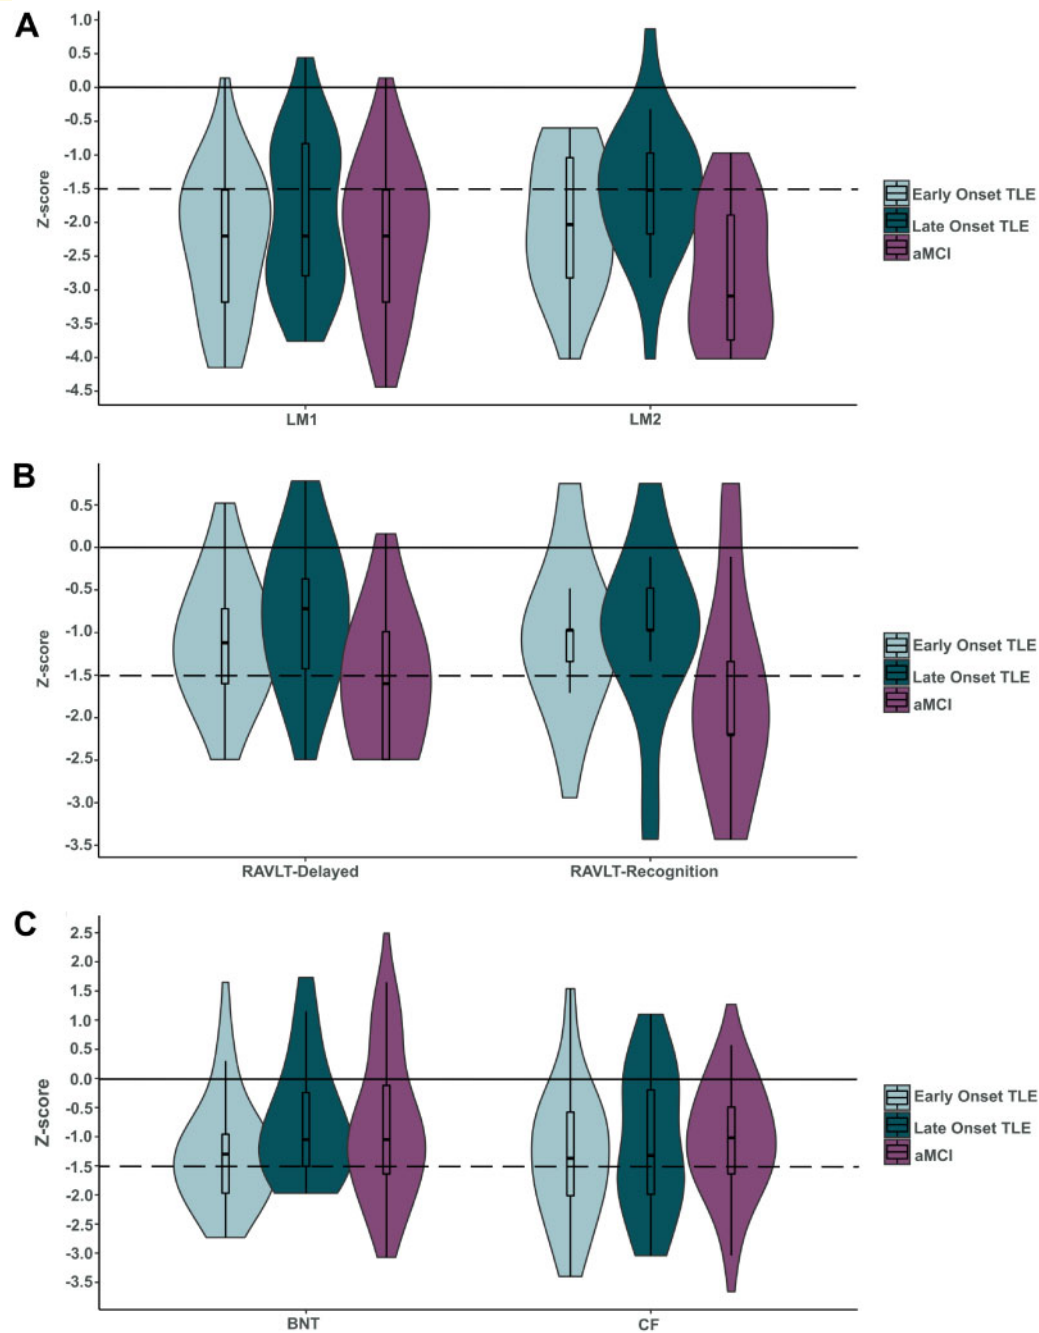 A
1.0
0.5
0.0
-0.5
-1.0
-1.5
-2.0
-2.5
-3.0
-3.5
-4.0
-4.5
Z-score
LM1 LM2
Early Onset TLE
Late Onset TLE
aMCI
B
0.5
0.0
-0.5
-1.0
-1.5
-2.0
-2.5
-3.0
-3.5
Z-score
RAVLT-Delayed RAVLT-Recognition
Early Onset TLE
Late Onset TLE
aMCI
C
2.5
2.0
1.5
1.0
0.5
0.0
-0.5
-1.0
-1.5
-2.0
-2.5
-3.0
-3.5
Z-score
BNT CF
Early Onset TLE
Late Onset TLE
aMCI